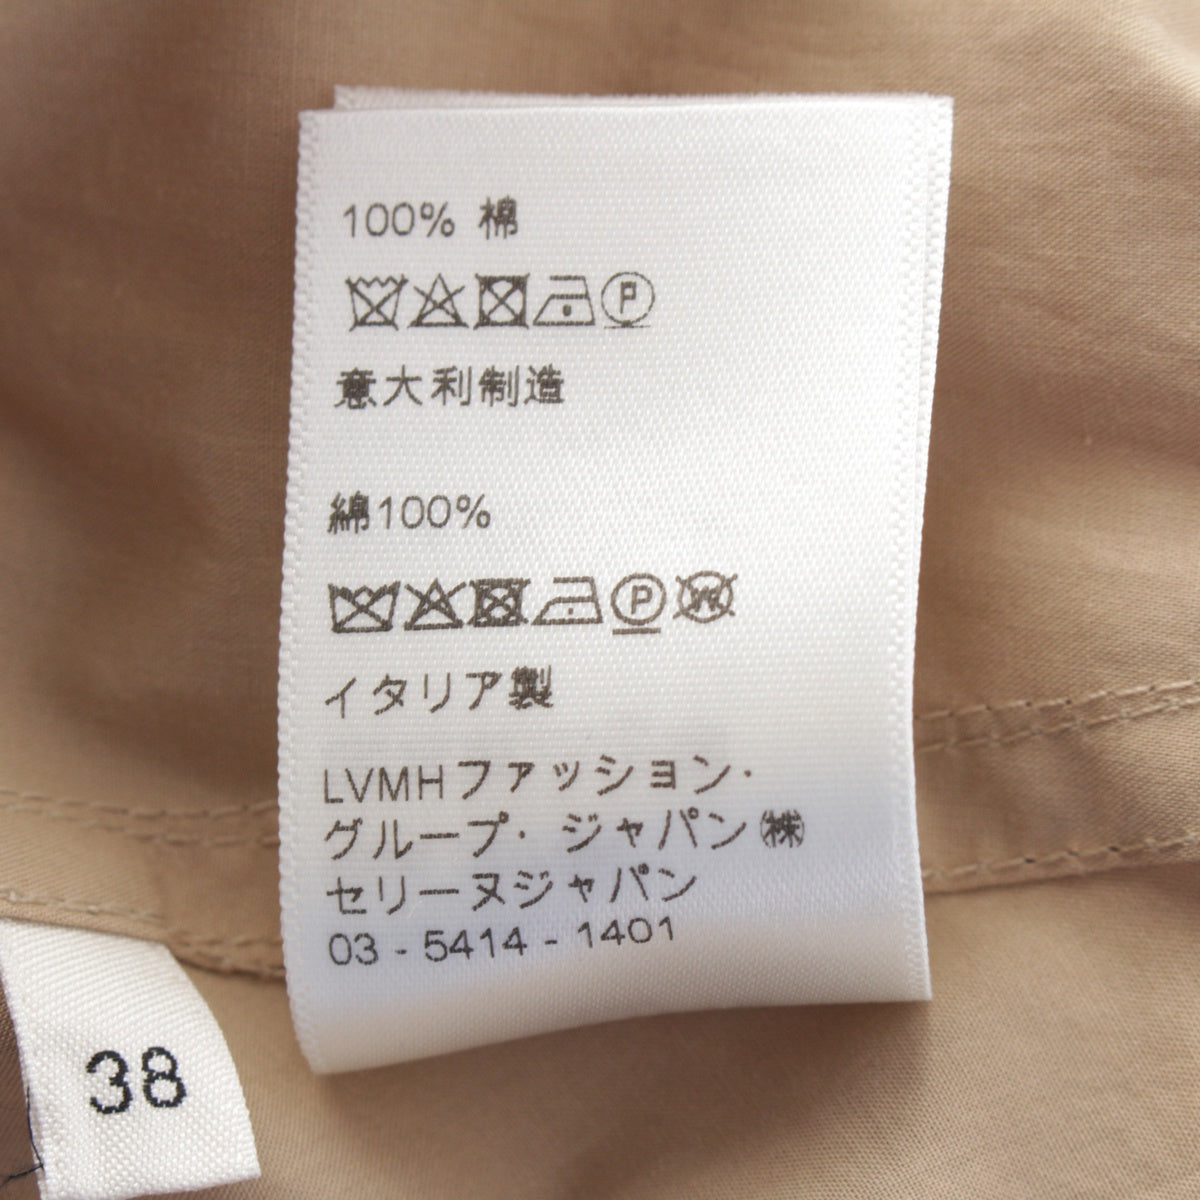 100% 棉
P
意大利制造
綿100%
P W
イタリア製
LVMHファッション・
グループ・ジャパン㈱
セリーヌジャパン
03 - 5414 - 1401
38